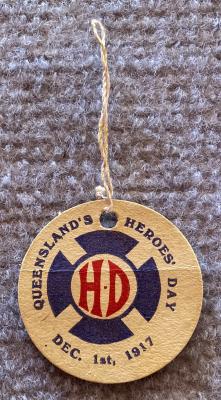 QUEENSLAND'S HEROES' DAY
H·D
DEC. 1st, 1917